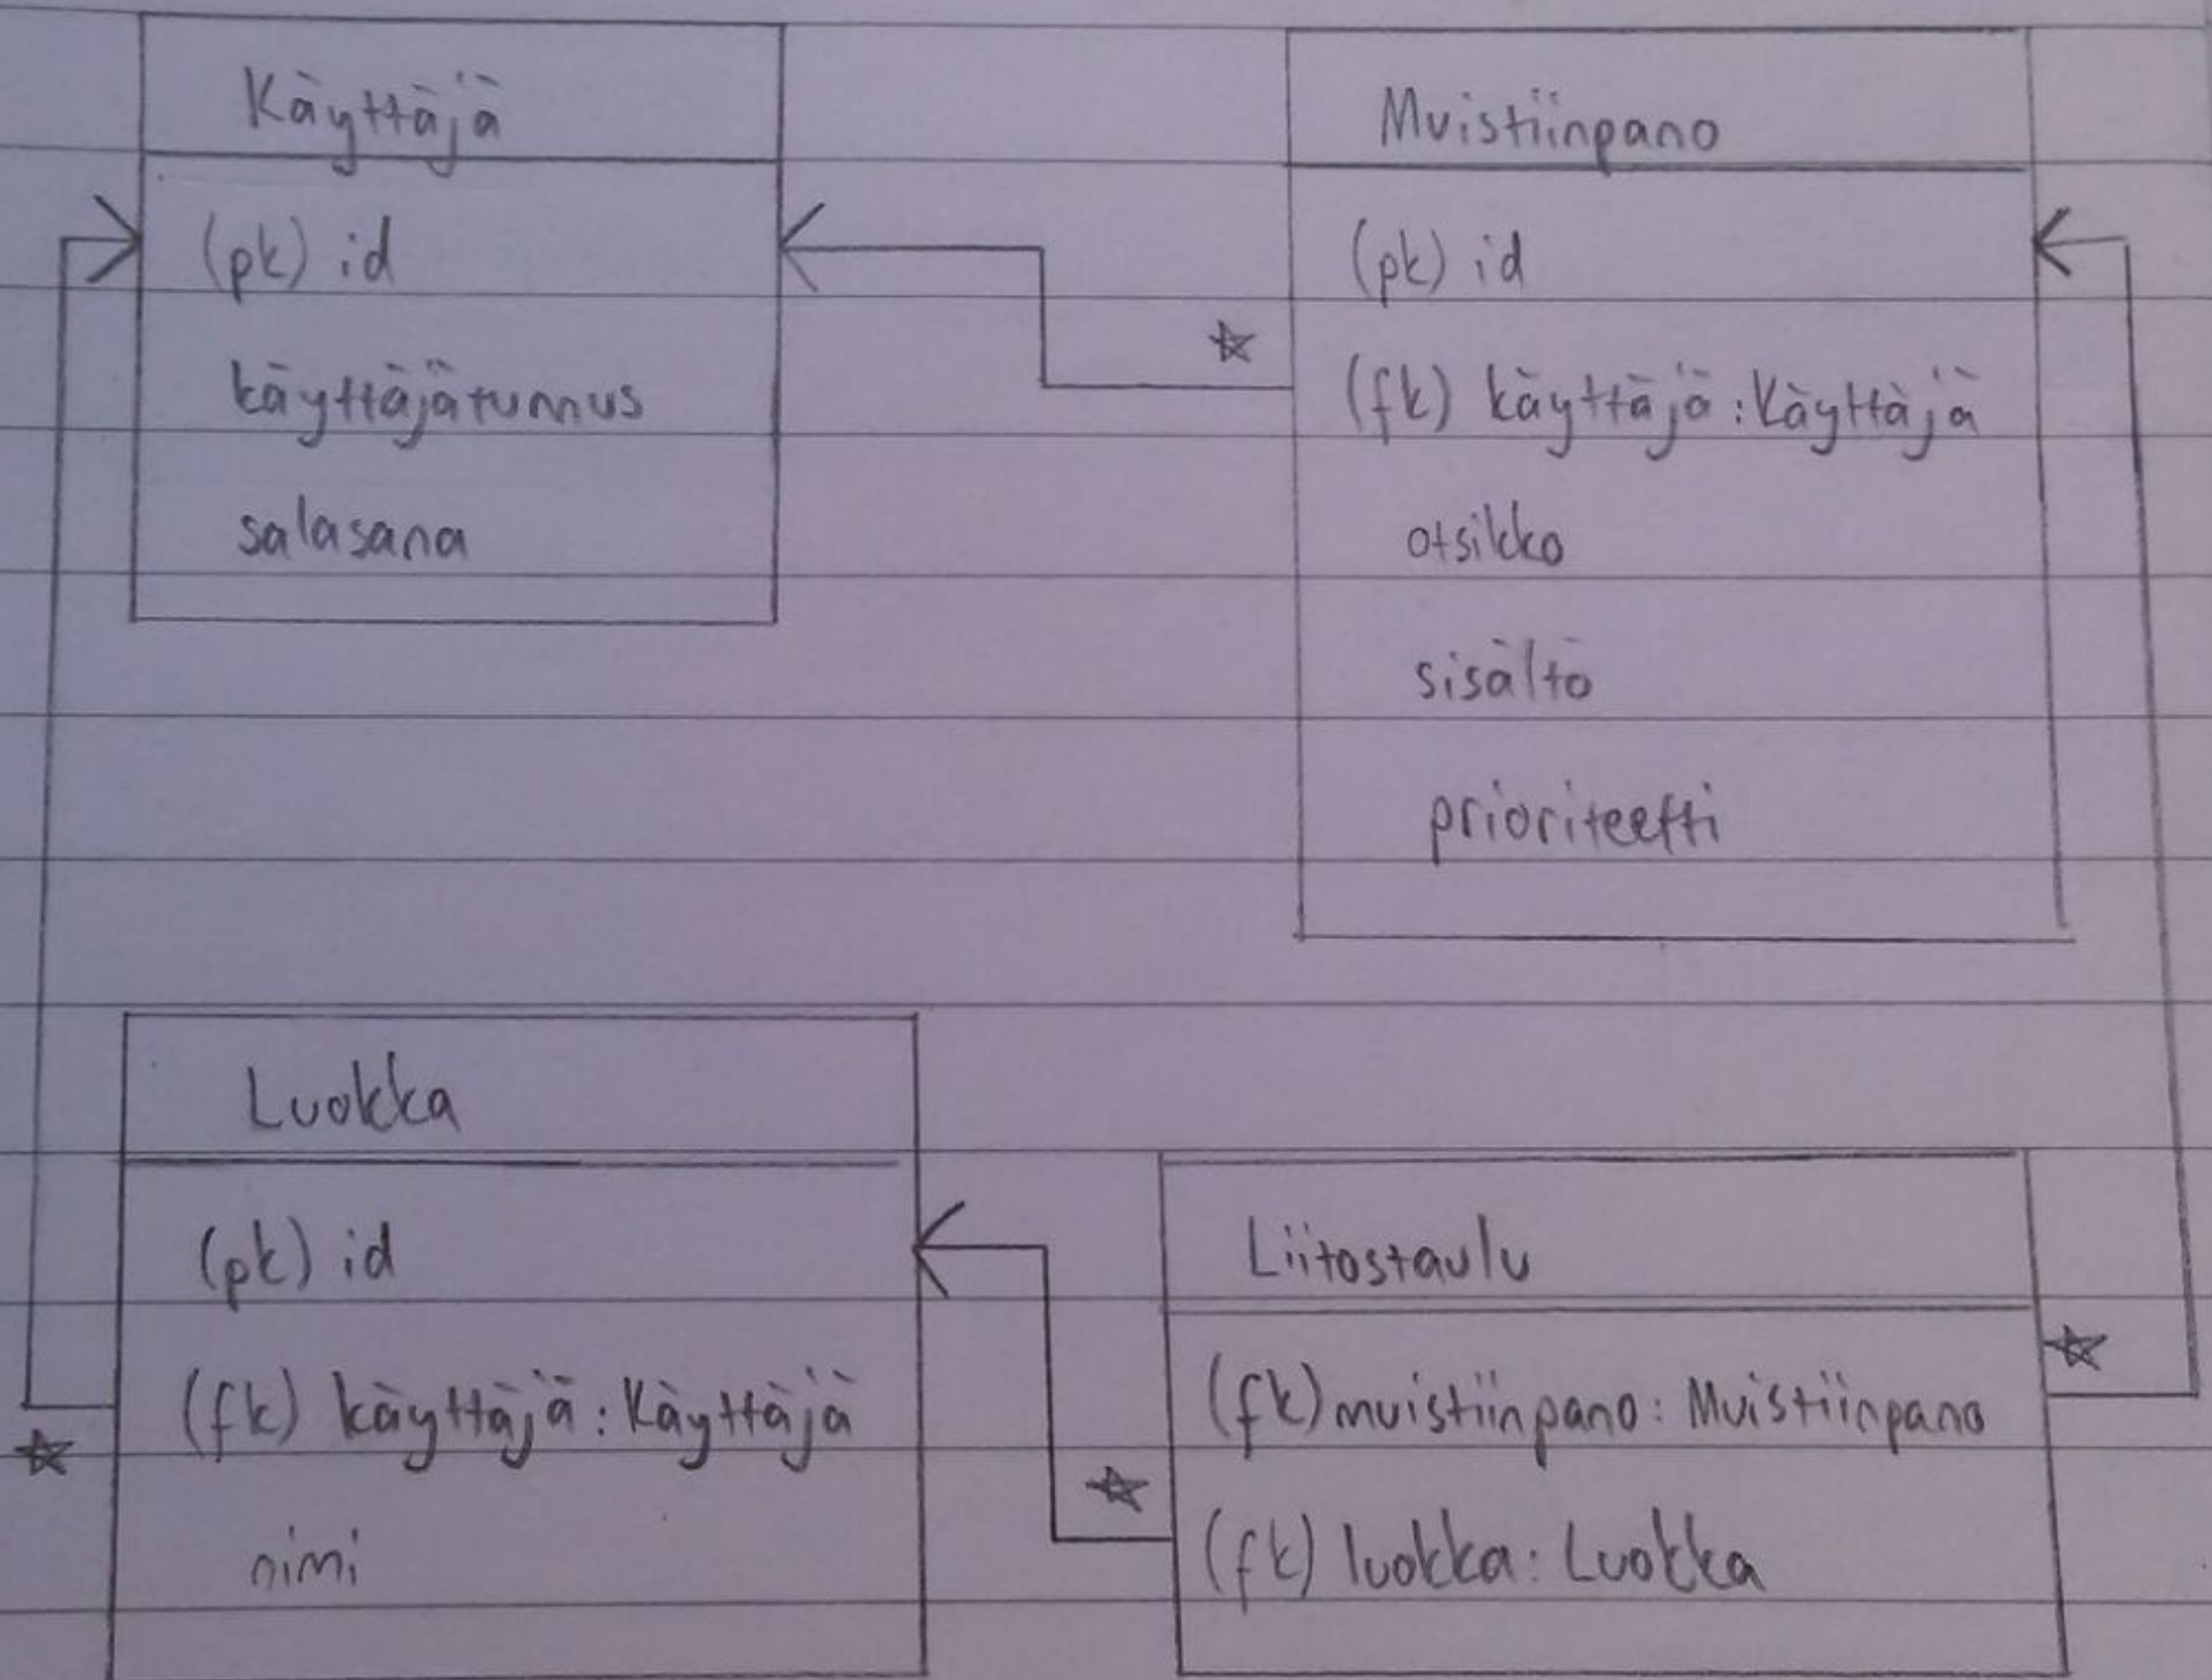 Käyttäjä
(pk) id
käyttäjätunnus
salasana
Muistiinpano
(pk) id
(fk) käyttäjä : Käyttäjä
otsikko
sisältö
prioriteetti
Luokka
(pk) id
(fk) käyttäjä : Käyttäjä
nimi
Liitostaulu
(fk) muistiinpano : Muistiinpano
(fk) luokka : Luokka